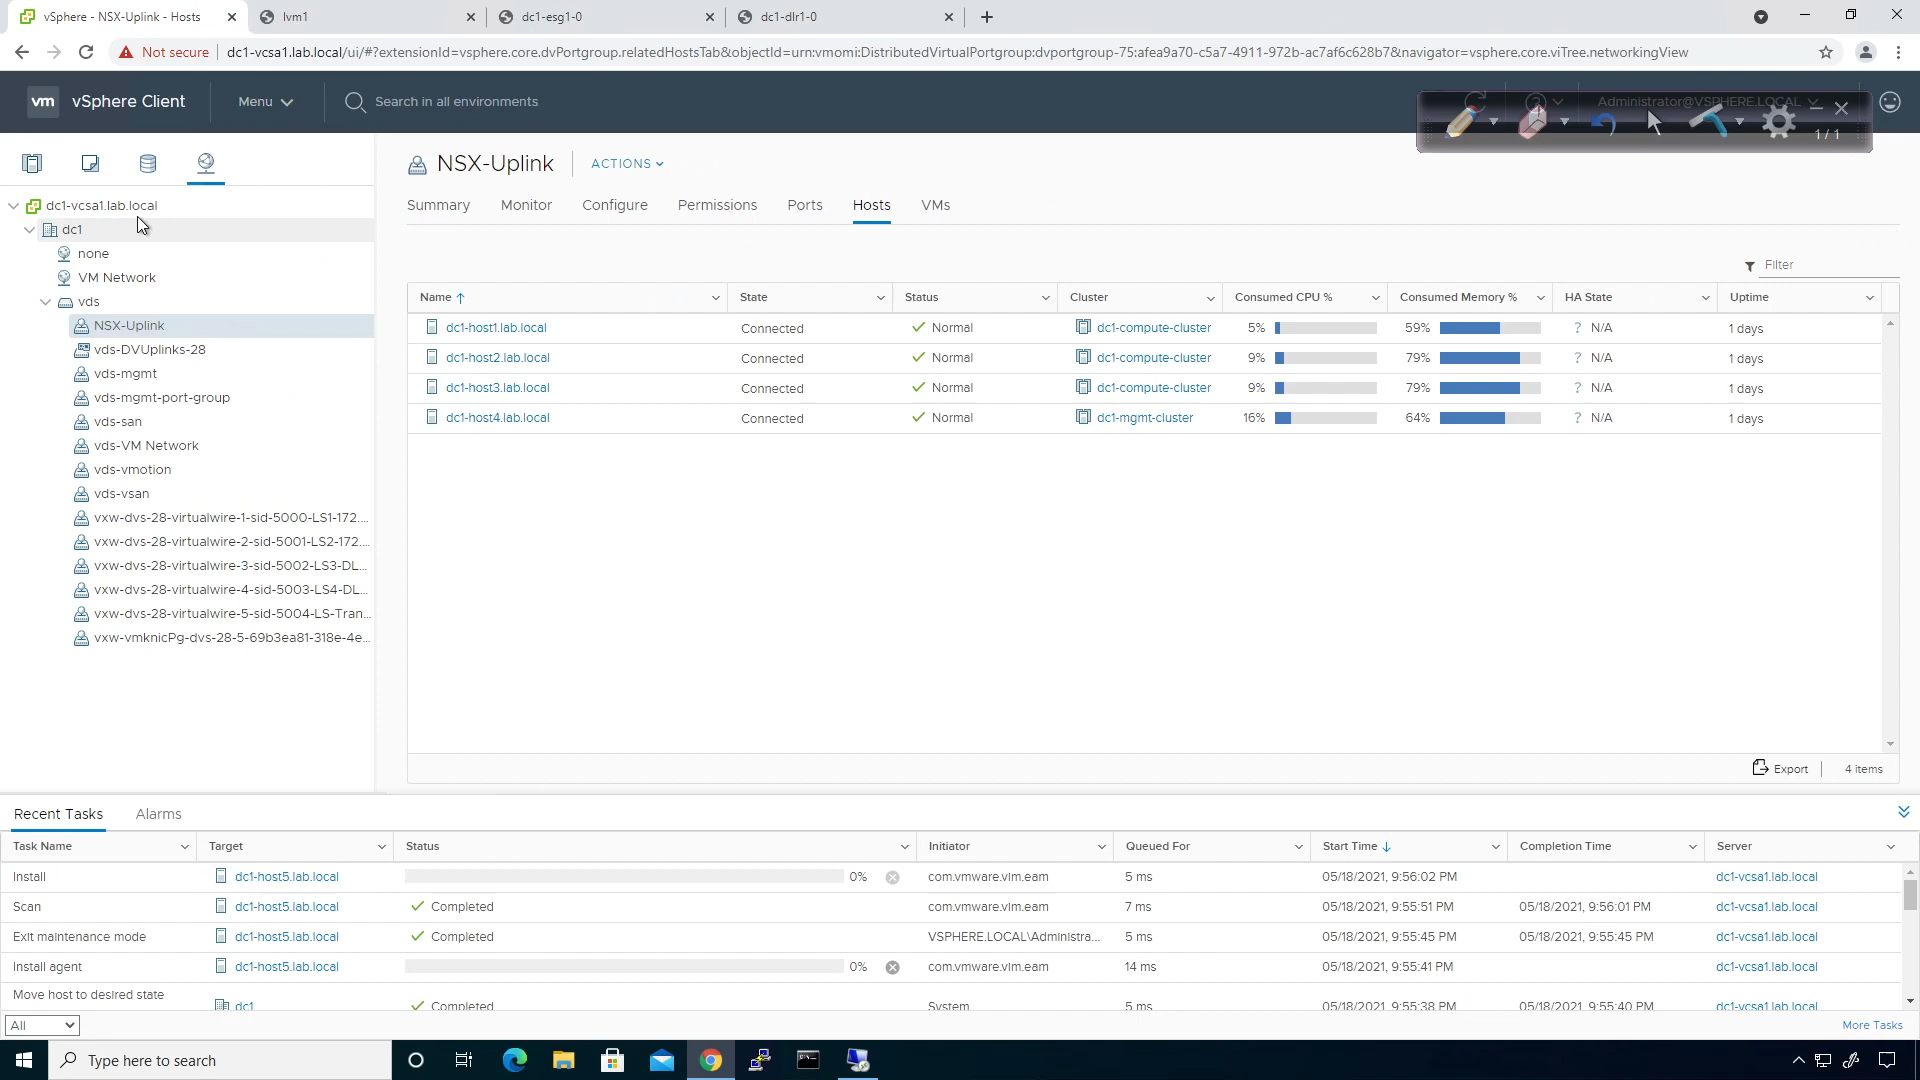 vSphere - NSX-Uplink - Hosts
lvm1
dc1-esg1-0
dc1-dlr1-0
Not secure
dc1-vcsa1.lab.local/ui/#?extensionId=vsphere.core.dvPortgroup.relatedHostsTab&objectId=urn:vmomi:DistributedVirtualPortgroup:dvportgroup-75:afea9a70-c5a7-4911-972b-ac7af6c628b7&navigator=vsphere.core.viTree.networkingView
vm vSphere Client
Menu
Search in all environments
Administrator@VSPHERE.LOCAL
1 / 1
NSX-Uplink
ACTIONS
Summary
Monitor
Configure
Permissions
Ports
Hosts
VMs
dc1-vcsa1.lab.local
dc1
none
VM Network
vds
NSX-Uplink
vds-DVUplinks-28
vds-mgmt
vds-mgmt-port-group
vds-san
vds-VM Network
vds-vmotion
vds-vsan
vxw-dvs-28-virtualwire-1-sid-5000-LS1-172....
vxw-dvs-28-virtualwire-2-sid-5001-LS2-172....
vxw-dvs-28-virtualwire-3-sid-5002-LS3-DL...
vxw-dvs-28-virtualwire-4-sid-5003-LS4-DL...
vxw-dvs-28-virtualwire-5-sid-5004-LS-Tran...
vxw-vmknicPg-dvs-28-5-69b3ea81-318e-4e...
Filter
Name State Status Cluster Consumed CPU % Consumed Memory % HA State Uptime
dc1-host1.lab.local Connected Normal dc1-compute-cluster 5% 59% ? N/A 1 days
dc1-host2.lab.local Connected Normal dc1-compute-cluster 9% 79% ? N/A 1 days
dc1-host3.lab.local Connected Normal dc1-compute-cluster 9% 79% ? N/A 1 days
dc1-host4.lab.local Connected Normal dc1-mgmt-cluster 16% 64% ? N/A 1 days
Export
4 items
Recent Tasks
Alarms
Task Name Target Status Initiator Queued For Start Time Completion Time Server
Install dc1-host5.lab.local 0% com.vmware.vim.eam 5 ms 05/18/2021, 9:56:02 PM dc1-vcsa1.lab.local
Scan dc1-host5.lab.local Completed com.vmware.vim.eam 7 ms 05/18/2021, 9:55:51 PM 05/18/2021, 9:56:01 PM dc1-vcsa1.lab.local
Exit maintenance mode dc1-host5.lab.local Completed VSPHERE.LOCAL\Administra... 5 ms 05/18/2021, 9:55:45 PM 05/18/2021, 9:55:45 PM dc1-vcsa1.lab.local
Install agent dc1-host5.lab.local 0% com.vmware.vim.eam 14 ms 05/18/2021, 9:55:41 PM dc1-vcsa1.lab.local
Move host to desired state dc1 Completed System 5 ms 05/18/2021, 9:55:38 PM 05/18/2021, 9:55:40 PM dc1-vcsa1.lab.local
All
More Tasks
Type here to search